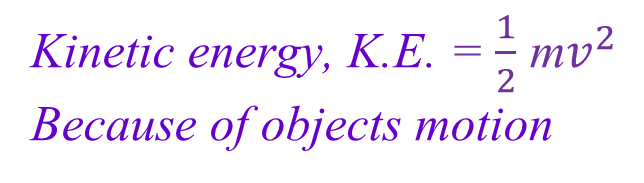 Kinetic energy, K.E. = 1/2 mv²
Because of objects motion